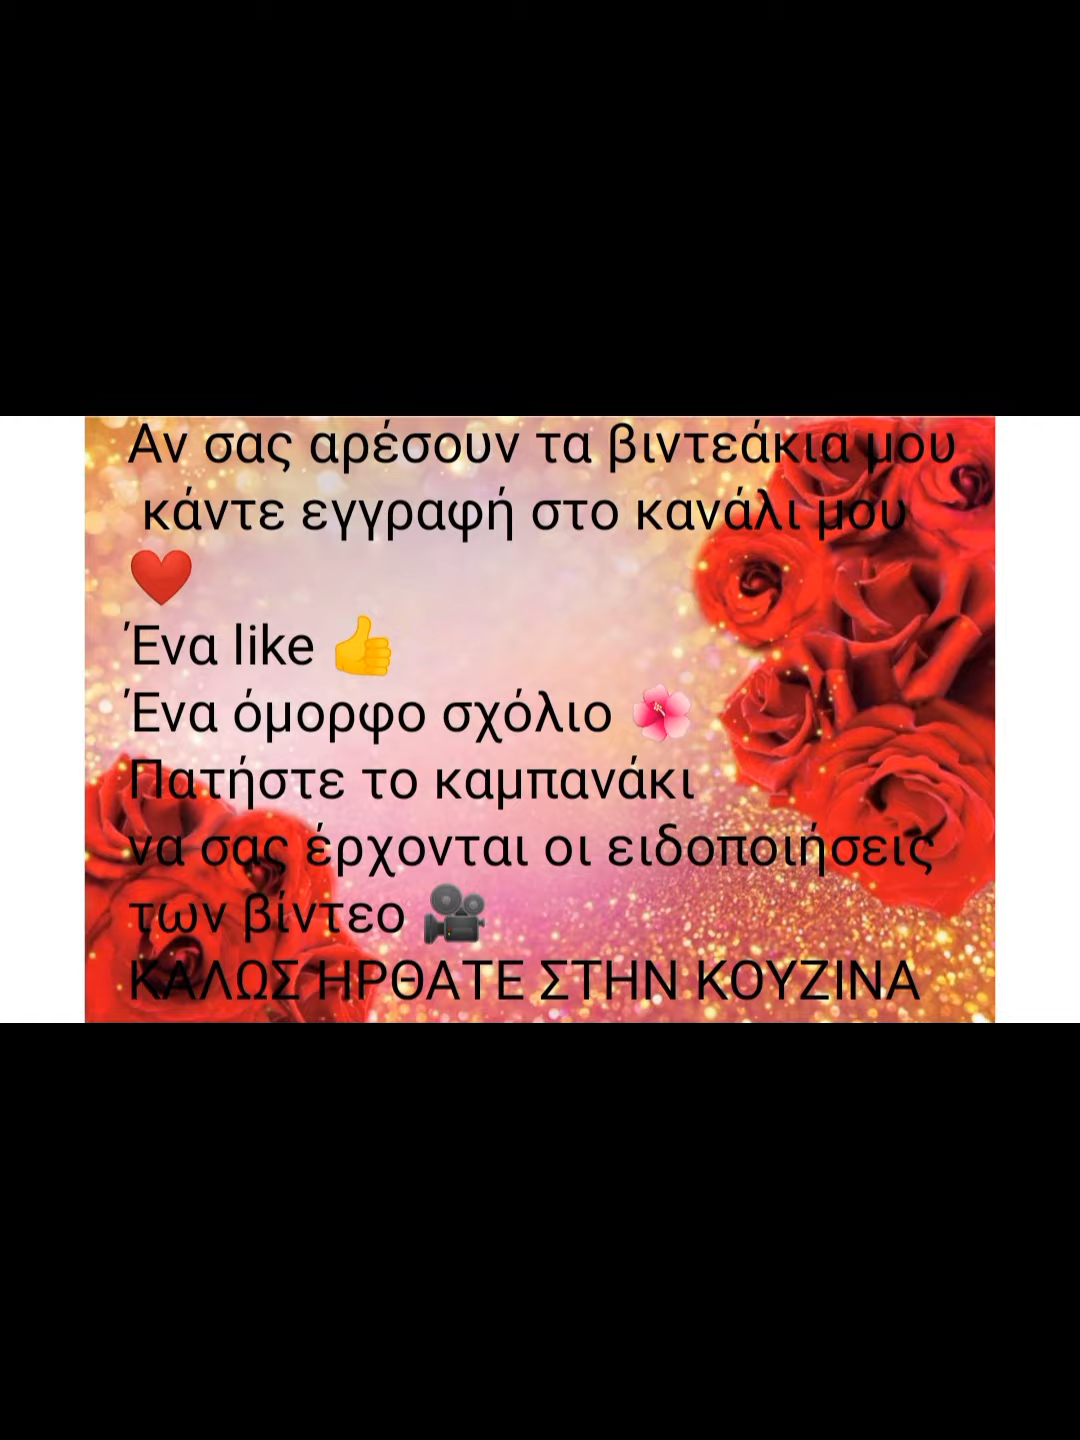 Αν σας αρέσουν τα βιντεάκια μου
κάντε εγγραφή στο κανάλι μου
❤️
Ένα like 👍
Ένα όμορφο σχόλιο 🌺
Πατήστε το καμπανάκι
να σας έρχονται οι ειδοποιήσεις
των βίντεο 🎥
ΚΑΛΩΣ ΗΡΘΑΤΕ ΣΤΗΝ ΚΟΥΖΙΝΑ